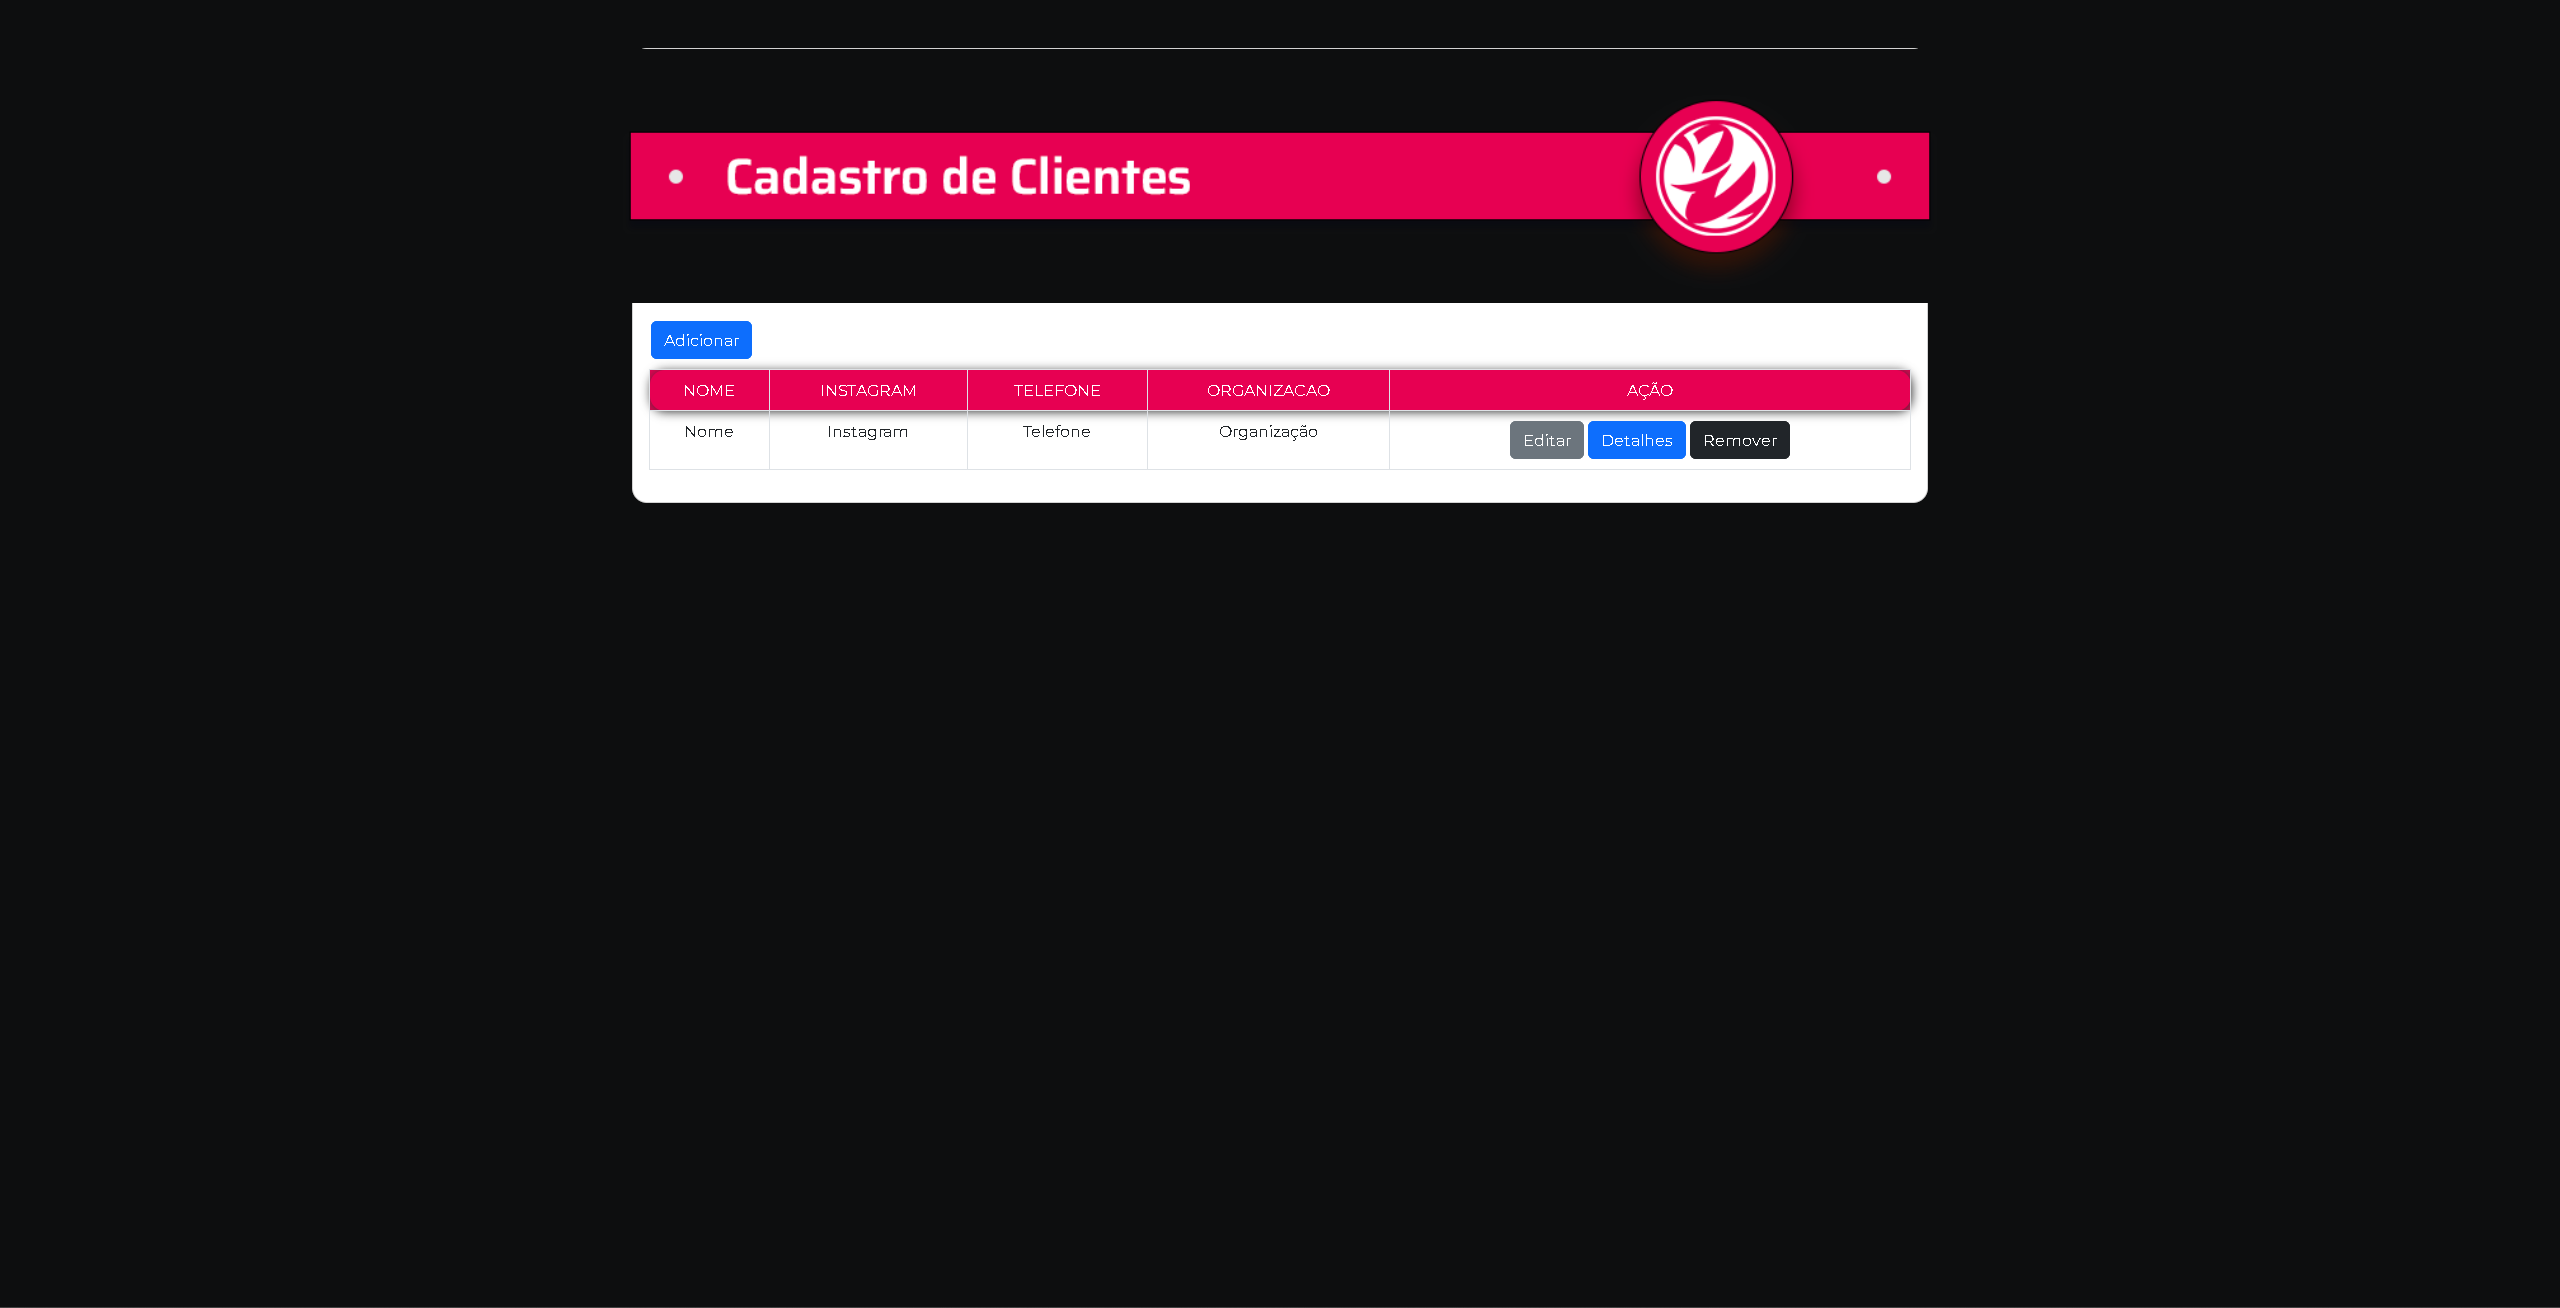 Cadastro de Clientes
Adicionar
NOME INSTAGRAM TELEFONE ORGANIZACAO AÇÃO
Nome Instagram Telefone Organização Editar Detalhes Remover